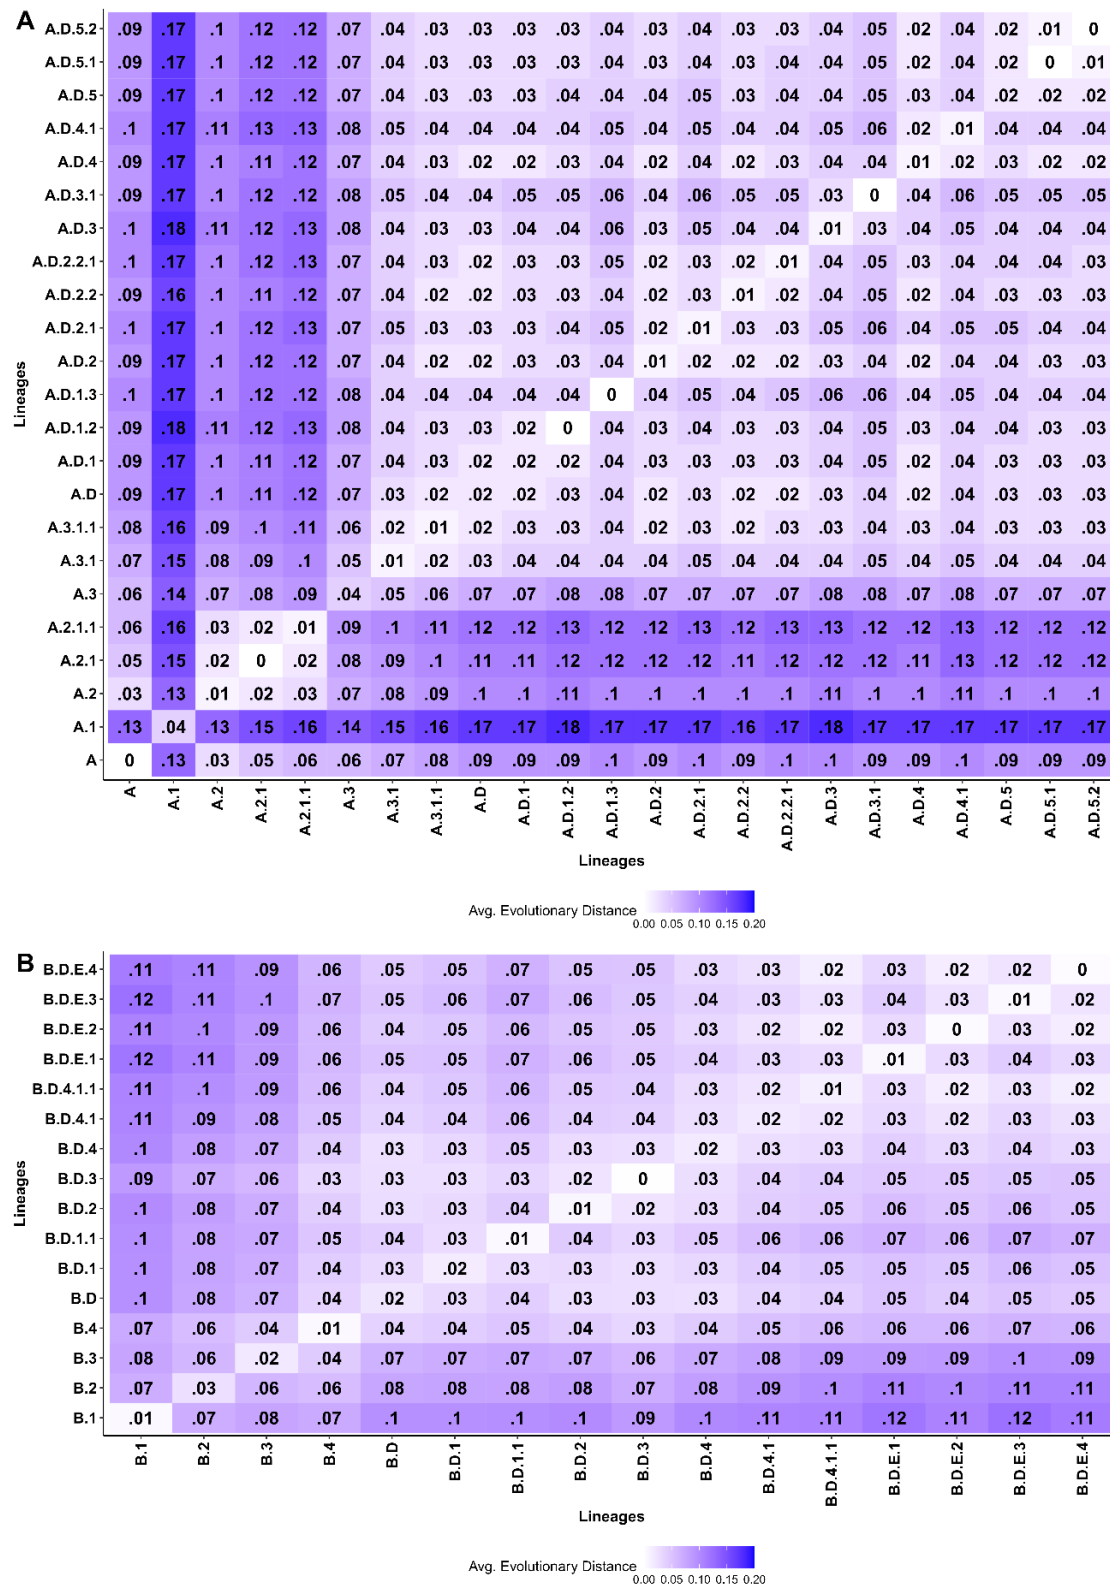 A
A.D.5.2 .09 .17 .1 .12 .12 .07 .04 .03 .03 .03 .04 .03 .04 .03 .03 .04 .05 .02 .04 .02 .01 0
A.D.5.1 .09 .17 .1 .12 .12 .07 .04 .03 .03 .03 .04 .03 .04 .03 .04 .04 .05 .02 .04 .02 0 .01
A.D.5 .09 .17 .1 .12 .12 .07 .04 .03 .03 .03 .04 .04 .04 .05 .03 .04 .04 .05 .03 .04 .02 .02 .02
A.D.4.1 .1 .17 .11 .13 .13 .08 .05 .04 .04 .04 .04 .05 .04 .05 .04 .04 .05 .06 .02 .01 .04 .04 .04
A.D.4 .09 .17 .1 .11 .12 .07 .04 .03 .02 .02 .03 .04 .02 .04 .02 .03 .04 .04 .01 .02 .03 .02 .02
A.D.3.1 .09 .17 .1 .12 .12 .08 .05 .04 .04 .05 .05 .06 .04 .06 .05 .05 .03 0 .04 .06 .05 .05 .05
A.D.3 .1 .18 .11 .12 .13 .08 .04 .03 .03 .04 .04 .06 .03 .05 .04 .04 .01 .03 .04 .05 .04 .04 .04
A.D.2.2.1 .1 .17 .1 .12 .13 .07 .04 .03 .02 .03 .03 .05 .02 .03 .02 .01 .04 .05 .03 .04 .04 .04 .03
A.D.2.2 .09 .16 .1 .11 .12 .07 .04 .02 .02 .03 .03 .04 .02 .03 .01 .02 .04 .05 .02 .04 .03 .03 .03
A.D.2.1 .1 .17 .1 .12 .13 .07 .05 .03 .03 .03 .04 .05 .02 .01 .03 .03 .05 .06 .04 .05 .05 .04 .04
A.D.2 .09 .17 .1 .12 .12 .07 .04 .02 .02 .03 .03 .04 .01 .02 .02 .02 .03 .04 .02 .04 .04 .03 .03
A.D.1.3 .1 .17 .1 .12 .12 .08 .04 .04 .04 .04 .04 0 .04 .05 .04 .05 .06 .06 .04 .05 .04 .04 .04
A.D.1.2 .09 .18 .11 .12 .13 .08 .04 .03 .03 .02 0 .04 .03 .04 .03 .03 .04 .05 .03 .04 .04 .03 .03
A.D.1 .09 .17 .1 .11 .12 .07 .04 .03 .02 .02 .02 .04 .03 .03 .03 .03 .04 .05 .02 .04 .03 .03 .03
A.D .09 .17 .1 .11 .12 .07 .03 .02 .02 .02 .03 .04 .02 .03 .02 .02 .03 .04 .02 .04 .03 .03 .03
A.3.1.1 .08 .16 .09 .1 .11 .06 .02 .01 .02 .03 .03 .04 .02 .03 .02 .03 .03 .04 .03 .04 .03 .03 .03
A.3.1 .07 .15 .08 .09 .1 .05 .01 .02 .03 .04 .04 .04 .04 .05 .04 .04 .04 .05 .04 .05 .04 .04 .04
A.3 .06 .14 .07 .08 .09 .04 .05 .06 .07 .07 .08 .08 .07 .07 .07 .07 .08 .08 .07 .08 .07 .07 .07
A.2.1.1 .06 .16 .03 .02 .01 .09 .1 .11 .12 .12 .13 .12 .12 .13 .12 .13 .13 .12 .12 .13 .12 .12 .12
A.2.1 .05 .15 .02 0 .02 .08 .09 .1 .11 .11 .12 .12 .12 .12 .11 .12 .12 .12 .11 .13 .12 .12 .12
A.2 .03 .13 .01 .02 .03 .07 .08 .09 .1 .1 .11 .1 .1 .1 .1 .1 .11 .1 .1 .11 .1 .1 .1
A.1 .13 .04 .13 .15 .16 .14 .15 .16 .17 .17 .18 .17 .17 .17 .16 .17 .18 .17 .17 .17 .17 .17 .17
A 0 .13 .03 .05 .06 .06 .07 .08 .09 .09 .09 .1 .09 .1 .09 .1 .1 .09 .09 .1 .09 .09 .09
Lineages
A A.1 A.2 A.2.1 A.2.1.1 A.3 A.3.1 A.3.1.1 A.D A.D.1 A.D.1.2 A.D.1.3 A.D.2 A.D.2.1 A.D.2.2 A.D.2.2.1 A.D.3 A.D.3.1 A.D.4 A.D.4.1 A.D.5 A.D.5.1 A.D.5.2
Lineages
Avg. Evolutionary Distance
0.00 0.05 0.10 0.15 0.20
B
B.D.E.4 .11 .11 .09 .06 .05 .05 .07 .05 .05 .03 .03 .02 .03 .02 .02 0
B.D.E.3 .12 .11 .1 .07 .05 .06 .07 .06 .05 .04 .03 .03 .04 .03 .01 .02
B.D.E.2 .11 .1 .09 .06 .04 .05 .06 .05 .05 .03 .02 .02 .03 0 .03 .02
B.D.E.1 .12 .11 .09 .06 .05 .05 .07 .06 .05 .04 .03 .03 .01 .03 .04 .03
B.D.4.1.1 .11 .1 .09 .06 .04 .05 .06 .05 .04 .03 .02 .01 .03 .02 .03 .02
B.D.4.1 .11 .09 .08 .05 .04 .04 .06 .04 .04 .03 .02 .02 .03 .02 .03 .03
B.D.4 .1 .08 .07 .04 .03 .03 .05 .03 .03 .02 .03 .03 .04 .03 .04 .03
B.D.3 .09 .07 .06 .03 .03 .03 .03 .02 0 .03 .04 .04 .05 .05 .05 .05
B.D.2 .1 .08 .07 .04 .03 .03 .04 .01 .02 .03 .04 .05 .06 .05 .06 .05
B.D.1.1 .1 .08 .07 .05 .04 .03 .01 .04 .03 .05 .06 .06 .07 .06 .07 .07
B.D.1 .1 .08 .07 .04 .03 .02 .03 .03 .03 .03 .04 .05 .05 .05 .06 .05
B.D .1 .08 .07 .04 .02 .03 .04 .03 .03 .03 .04 .04 .05 .04 .05 .05
B.4 .07 .06 .04 .01 .04 .04 .05 .04 .03 .04 .05 .06 .06 .06 .07 .06
B.3 .08 .06 .02 .04 .07 .07 .07 .07 .06 .07 .08 .09 .09 .09 .1 .09
B.2 .07 .03 .06 .06 .08 .08 .08 .08 .07 .08 .09 .1 .11 .1 .11 .11
B.1 .01 .07 .08 .07 .1 .1 .1 .1 .09 .1 .11 .11 .12 .11 .12 .11
Lineages
B.1 B.2 B.3 B.4 B.D B.D.1 B.D.1.1 B.D.2 B.D.3 B.D.4 B.D.4.1 B.D.4.1.1 B.D.E.1 B.D.E.2 B.D.E.3 B.D.E.4
Lineages
Avg. Evolutionary Distance
0.00 0.05 0.10 0.15 0.20